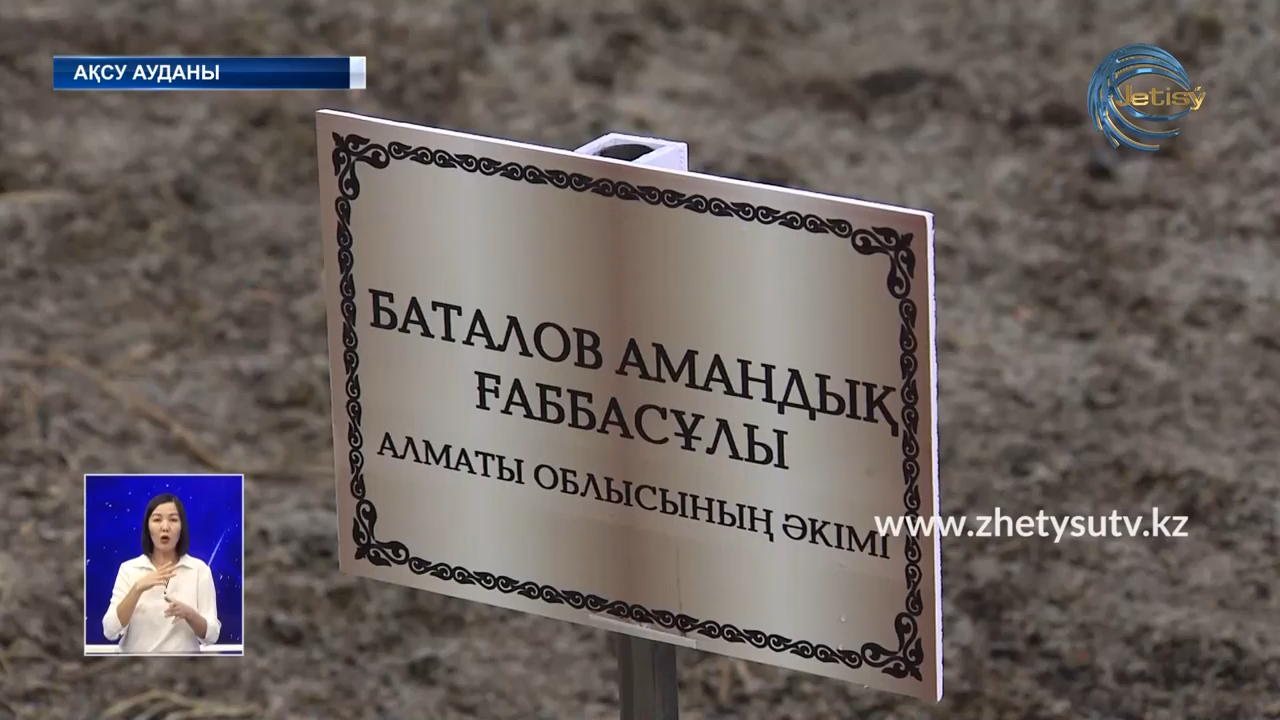 АҚСУ АУДАНЫ
Jetisý
БАТАЛОВ АМАНДЫҚ
ҒАББАСҰЛЫ
АЛМАТЫ ОБЛЫСЫНЫҢ ӘКІМІ
www.zhetysutv.kz